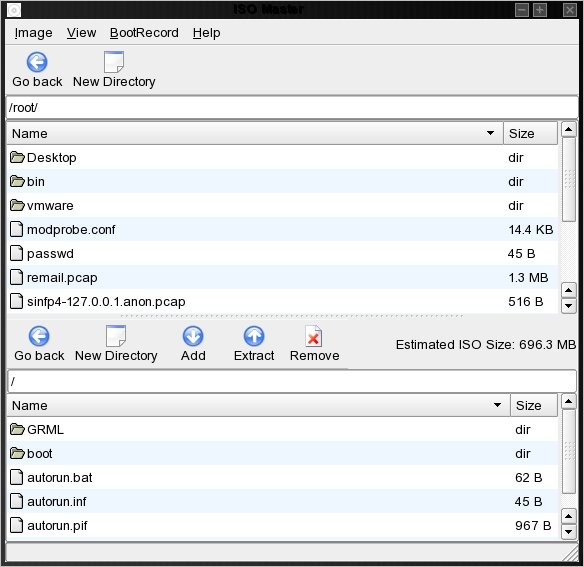 ISO Master
Image View BootRecord Help
Go back New Directory
/root/
Name Size
Desktop dir
bin dir
vmware dir
modprobe.conf 14.4 KB
passwd 45 B
remail.pcap 1.3 MB
sinfp4-127.0.0.1.anon.pcap 516 B
Go back New Directory Add Extract Remove Estimated ISO Size: 696.3 MB
/
Name Size
GRML dir
boot dir
autorun.bat 62 B
autorun.inf 45 B
autorun.pif 967 B